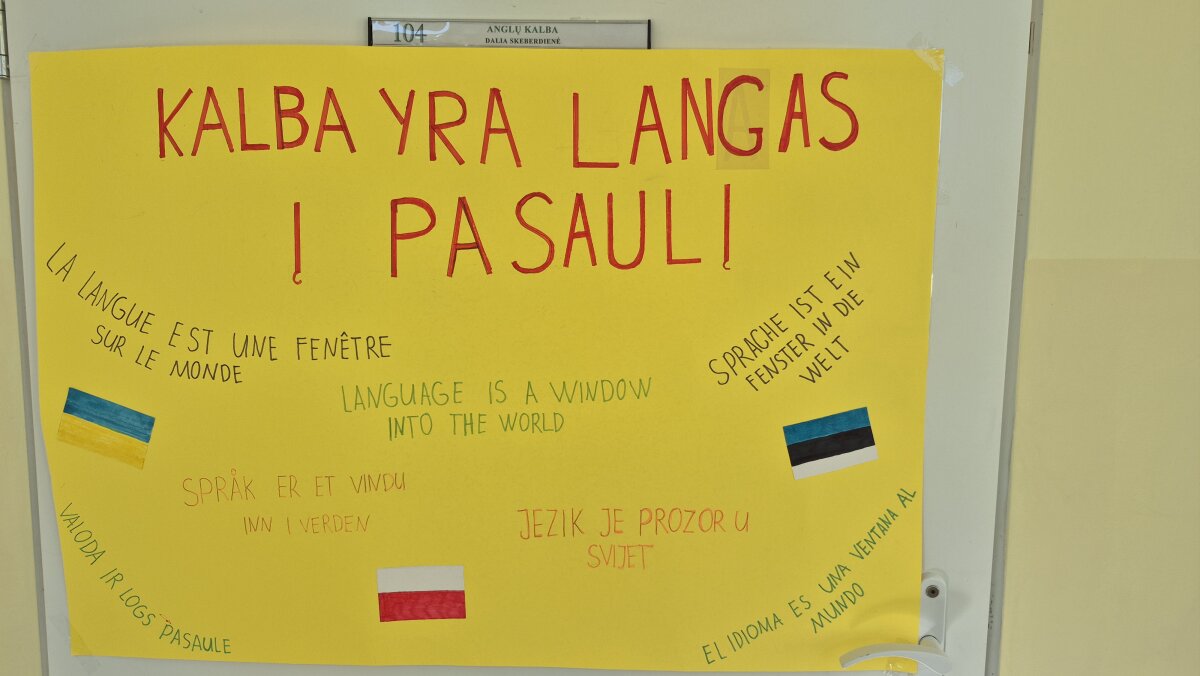 104
ANGLŲ KALBA
DALIA SKEBERDIENĖ
KALBA YRA LANGAS
Į PASAULĮ
LA LANGUE EST UNE FENÊTRE
SUR LE MONDE
SPRACHE IST EIN
FENSTER IN DIE
WELT
LANGUAGE IS A WINDOW
INTO THE WORLD
SPRÅK ER ET VINDU
INN I VERDEN
JEZIK JE PROZOR U
SVIJET
VALODA IR LOGS PASAULE
EL IDIOMA ES UNA VENTANA AL
MUNDO